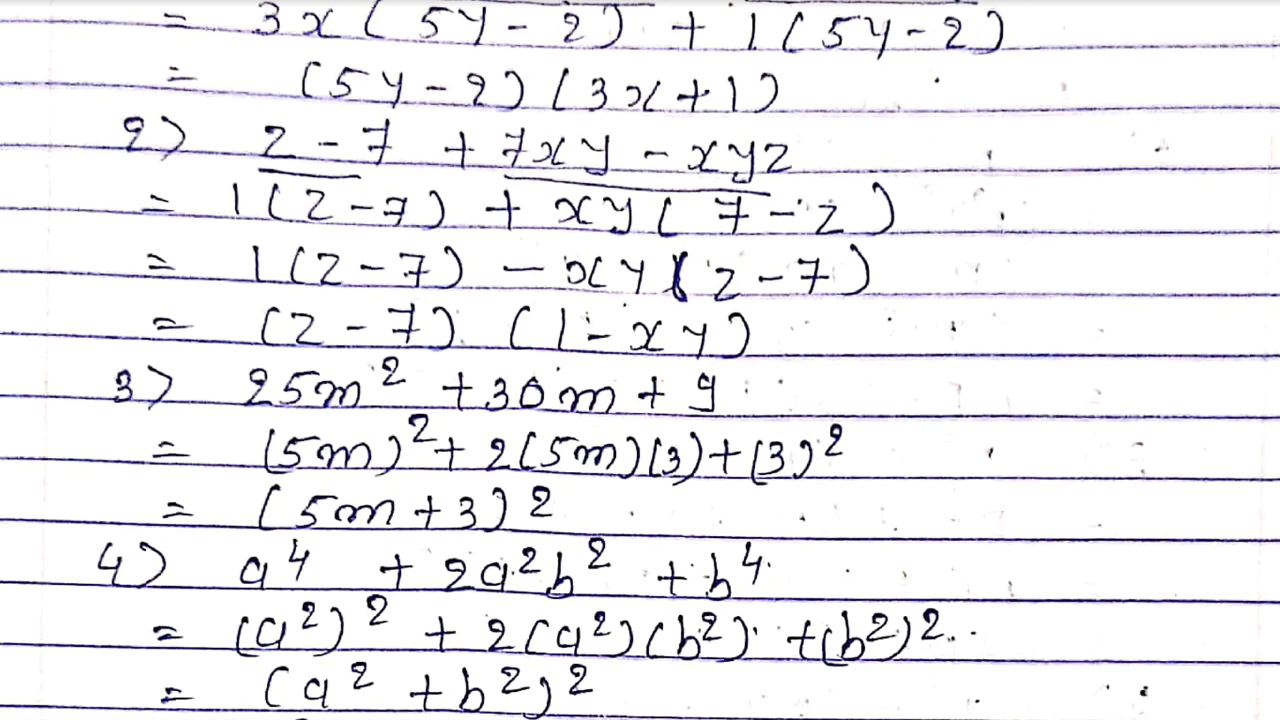 = 3x(5y-2) + 1(5y-2)
= (5y-2)(3x+1)
2) z-7 + 7xy - xyz
= 1(z-7) + xy(7-z)
= 1(z-7) - xy(z-7)
= (z-7) (1-xy)
3) 25m² + 30m + 9
= (5m)² + 2(5m)(3) + (3)²
= (5m+3)²
4) a⁴ + 2a²b² + b⁴
= (a²)² + 2(a²)(b²) + (b²)²
= (a² + b²)²